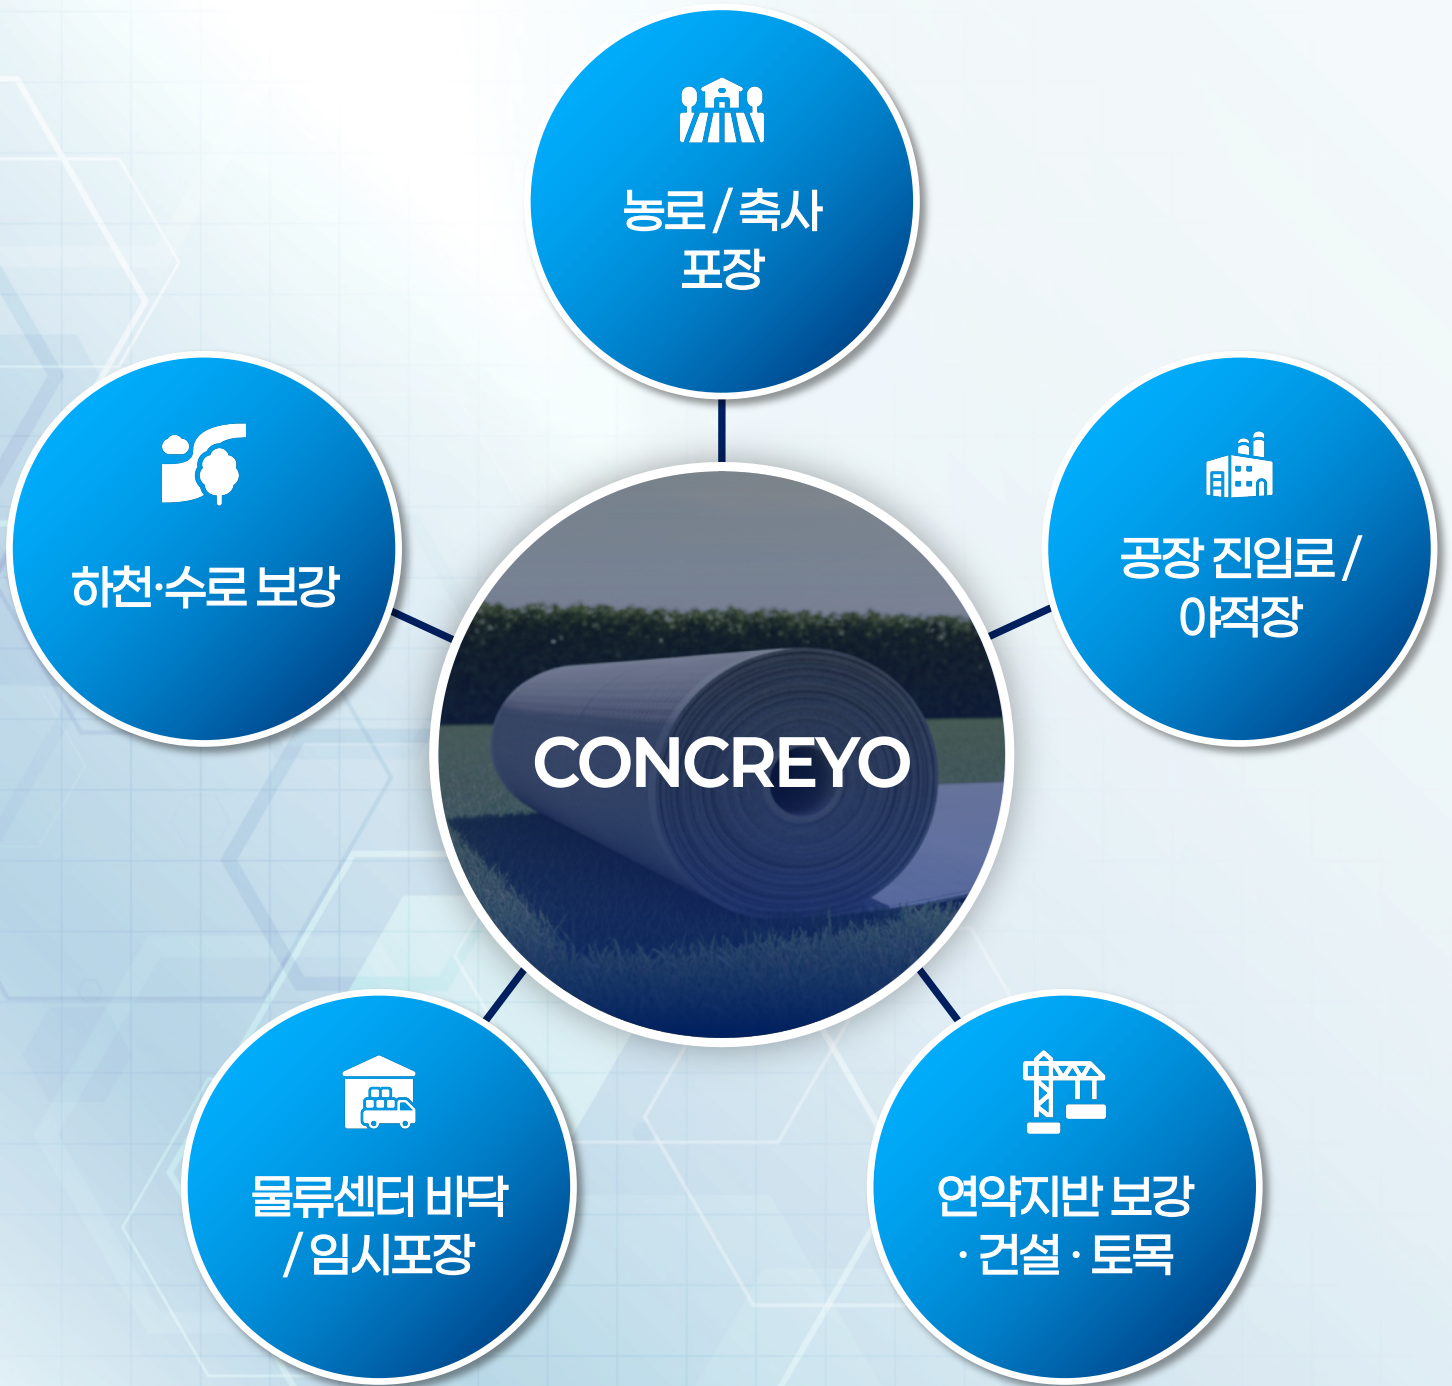 농로 / 축사
포장
하천·수로 보강
공장 진입로 /
야적장
CONCREYO
물류센터 바닥
/ 임시포장
연약지반 보강
· 건설 · 토목